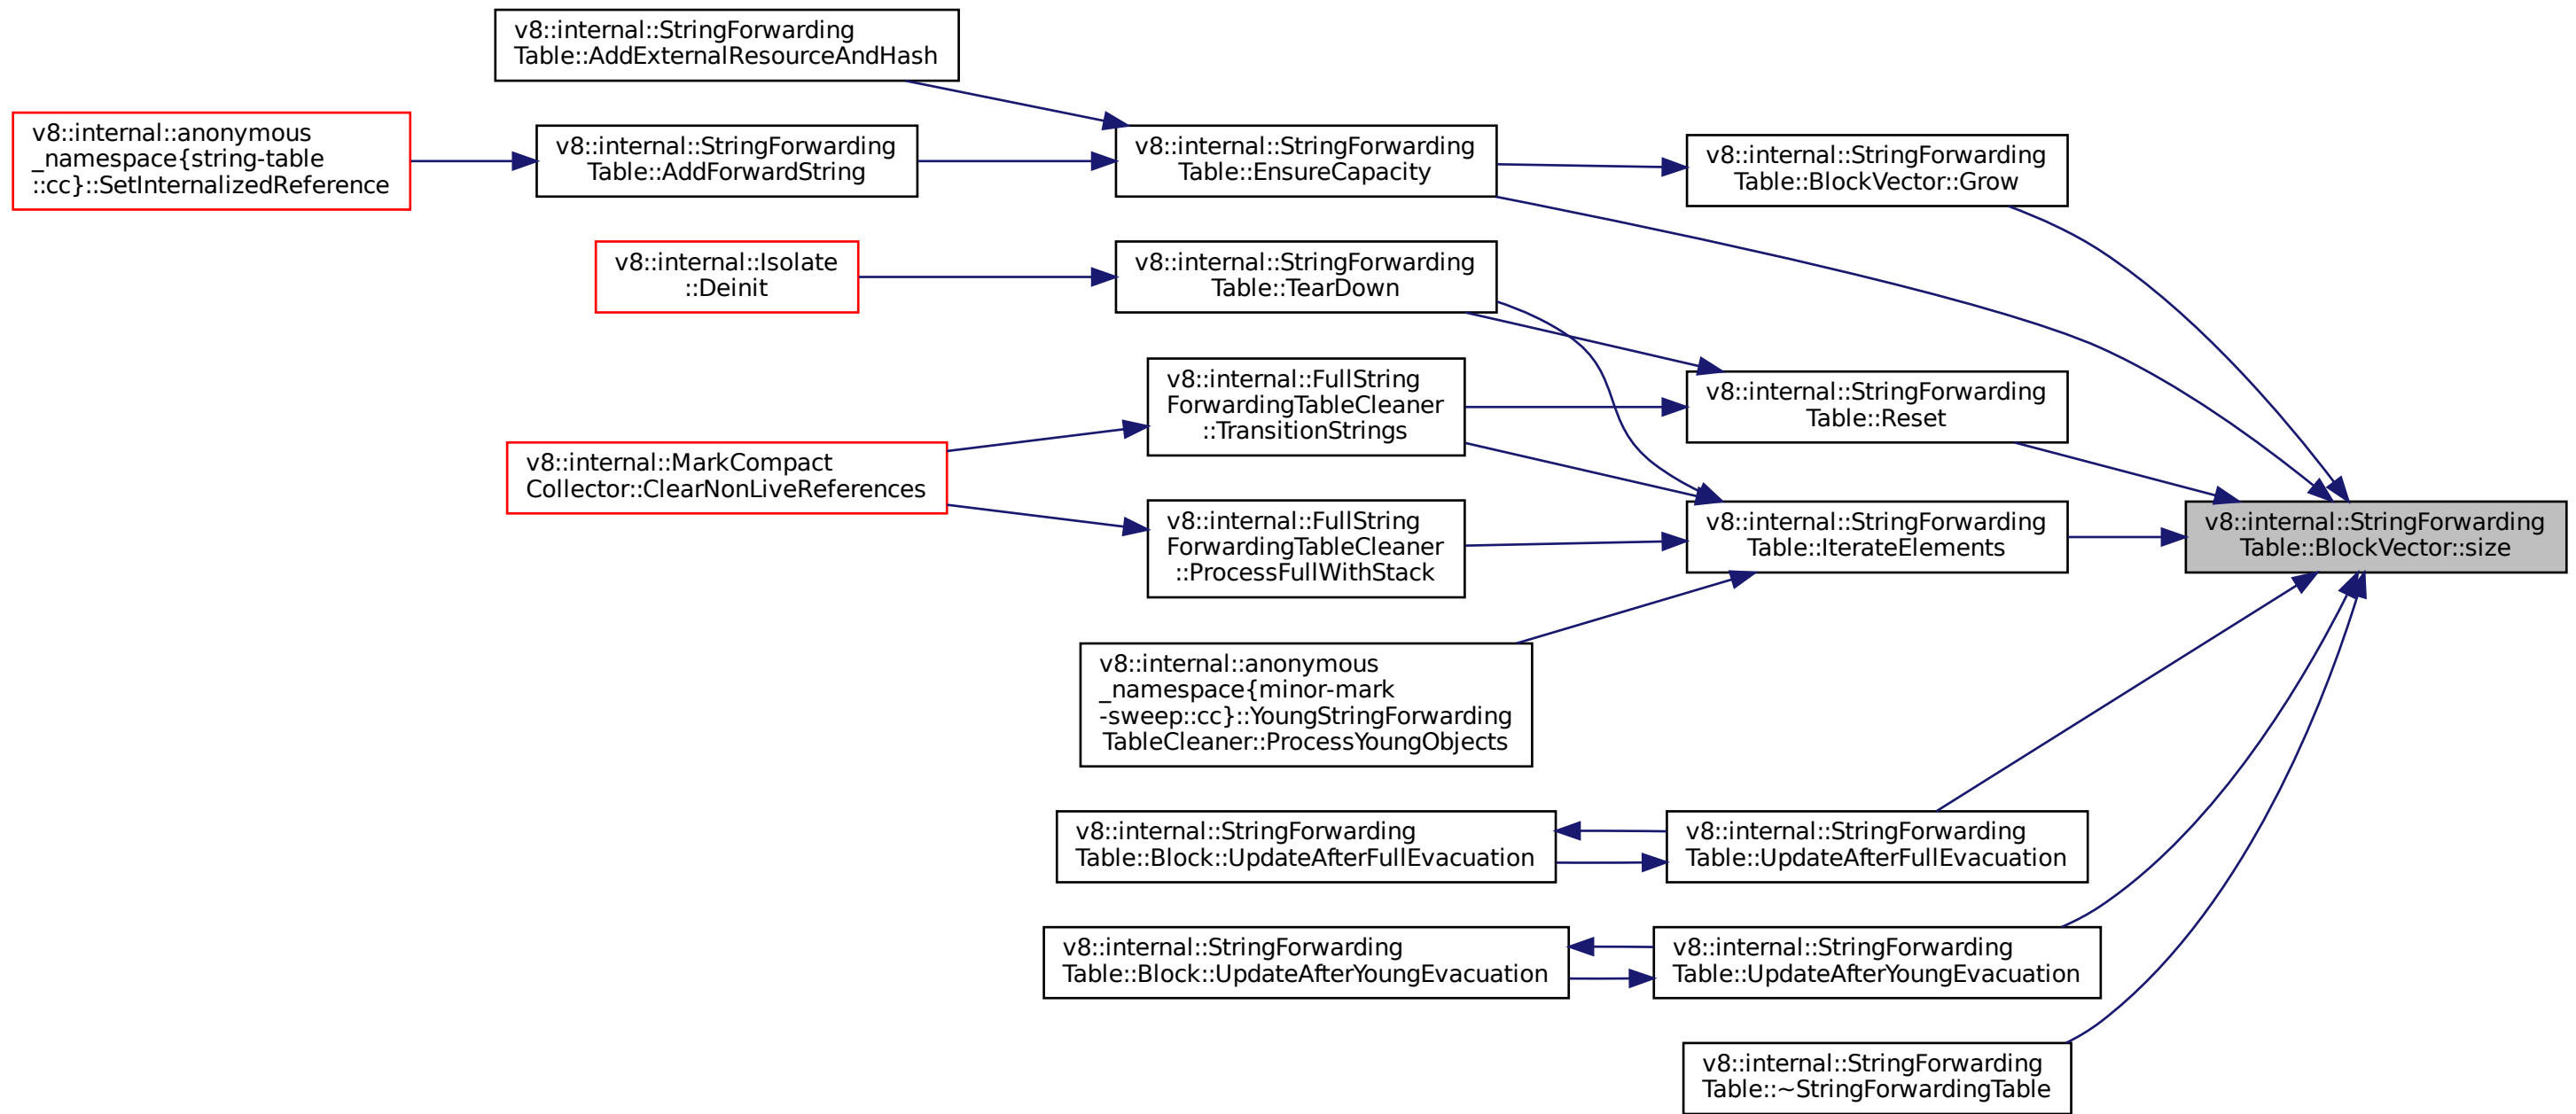 v8::internal::StringForwarding
Table::AddExternalResourceAndHash
v8::internal::anonymous
_namespace{string-table
::cc}::SetInternalizedReference
v8::internal::StringForwarding
Table::AddForwardString
v8::internal::StringForwarding
Table::EnsureCapacity
v8::internal::StringForwarding
Table::BlockVector::Grow
v8::internal::Isolate
::Deinit
v8::internal::StringForwarding
Table::TearDown
v8::internal::FullString
ForwardingTableCleaner
::TransitionStrings
v8::internal::StringForwarding
Table::Reset
v8::internal::MarkCompact
Collector::ClearNonLiveReferences
v8::internal::FullString
ForwardingTableCleaner
::ProcessFullWithStack
v8::internal::StringForwarding
Table::IterateElements
v8::internal::StringForwarding
Table::BlockVector::size
v8::internal::anonymous
_namespace{minor-mark
-sweep::cc}::YoungStringForwarding
TableCleaner::ProcessYoungObjects
v8::internal::StringForwarding
Table::Block::UpdateAfterFullEvacuation
v8::internal::StringForwarding
Table::UpdateAfterFullEvacuation
v8::internal::StringForwarding
Table::Block::UpdateAfterYoungEvacuation
v8::internal::StringForwarding
Table::UpdateAfterYoungEvacuation
v8::internal::StringForwarding
Table::~StringForwardingTable